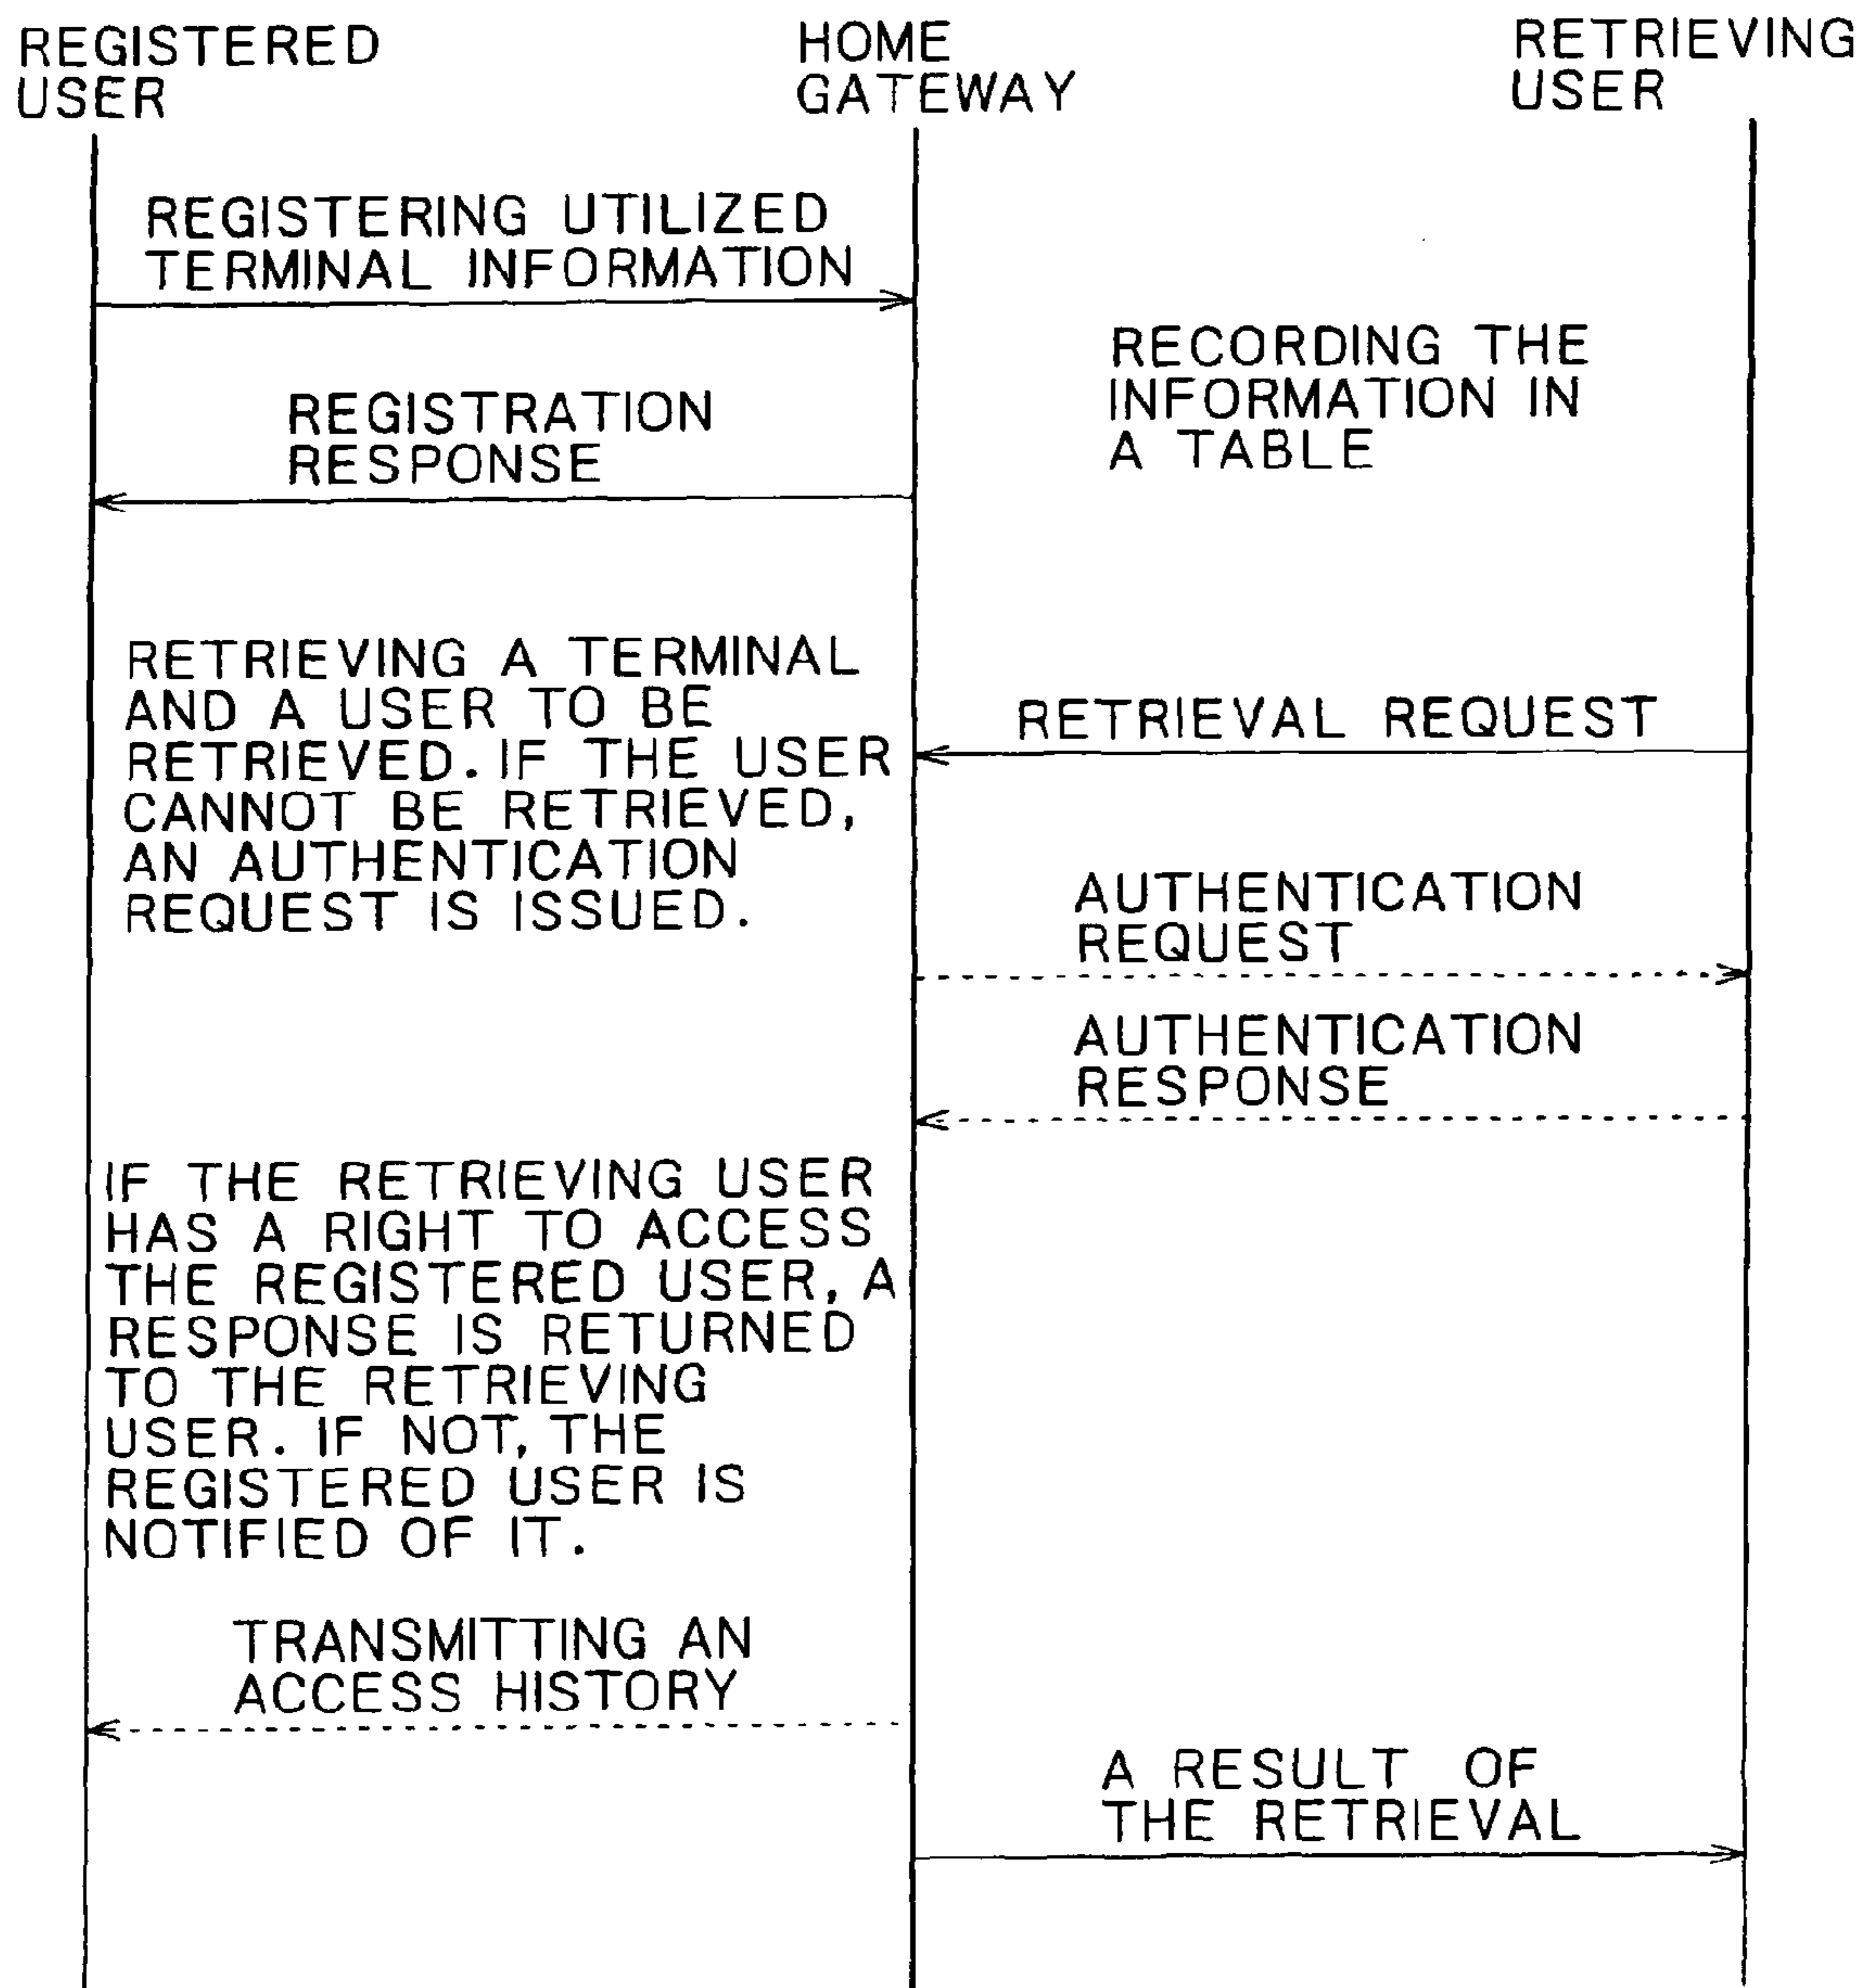 REGISTERED
USER
HOME
GATEWAY
RETRIEVING
USER
REGISTERING UTILIZED
TERMINAL INFORMATION
RECORDING THE
INFORMATION IN
A TABLE
REGISTRATION
RESPONSE
RETRIEVING A TERMINAL
AND A USER TO BE
RETRIEVED. IF THE USER
CANNOT BE RETRIEVED,
AN AUTHENTICATION
REQUEST IS ISSUED.
RETRIEVAL REQUEST
AUTHENTICATION
REQUEST
AUTHENTICATION
RESPONSE
IF THE RETRIEVING USER
HAS A RIGHT TO ACCESS
THE REGISTERED USER, A
RESPONSE IS RETURNED
TO THE RETRIEVING
USER. IF NOT, THE
REGISTERED USER IS
NOTIFIED OF IT.
TRANSMITTING AN
ACCESS HISTORY
A RESULT OF
THE RETRIEVAL